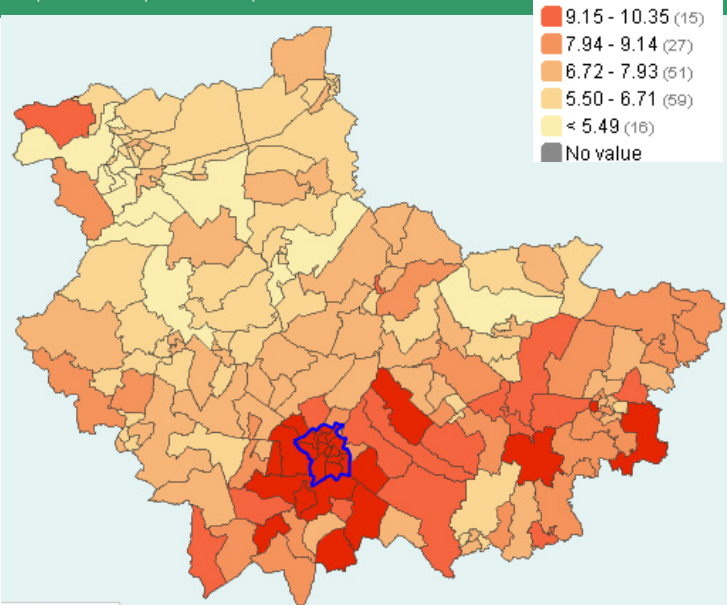 9.15 - 10.35 (15)
7.94 - 9.14 (27)
6.72 - 7.93 (51)
5.50 - 6.71 (59)
< 5.49 (16)
No value